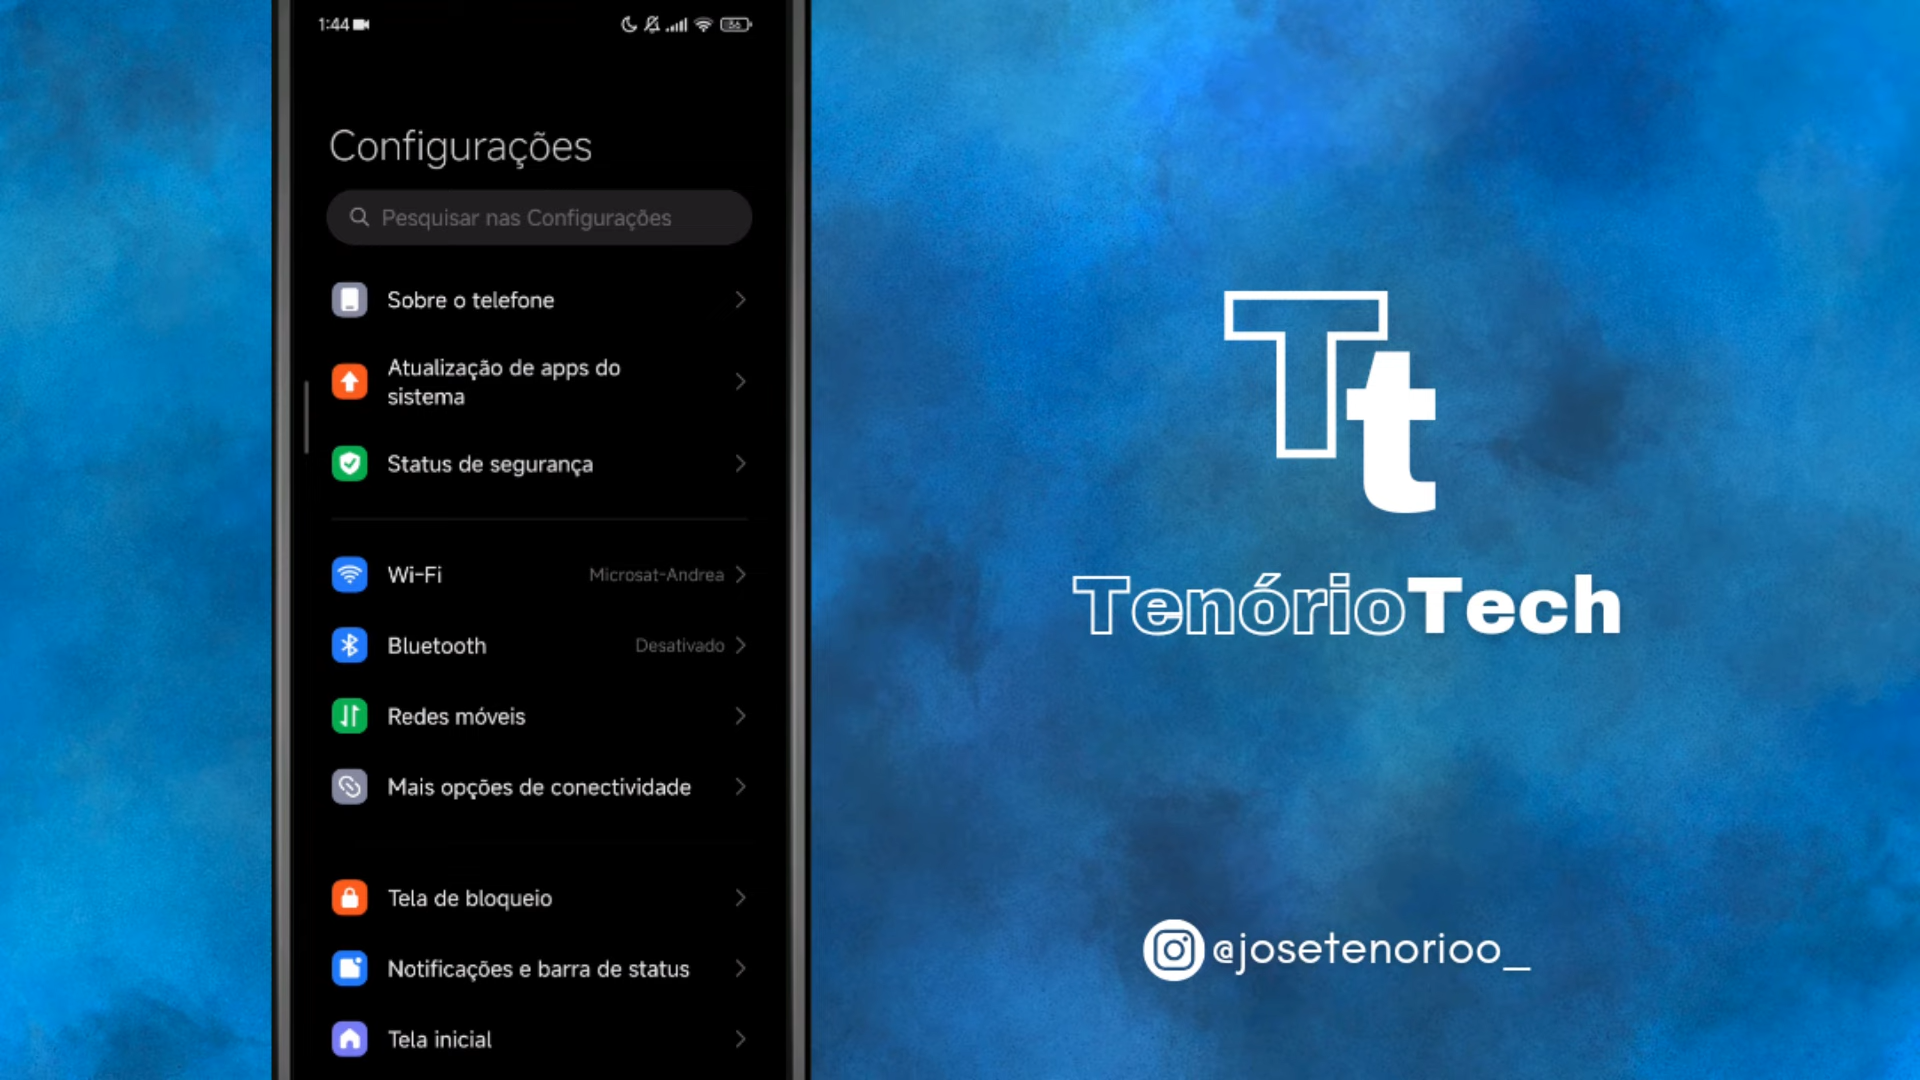 1:44
56
Configurações
Pesquisar nas Configurações
Sobre o telefone
Atualização de apps do
sistema
Status de segurança
Wi-Fi
Microsat-Andrea
Bluetooth
Desativado
Redes móveis
Mais opções de conectividade
Tela de bloqueio
Notificações e barra de status
Tela inicial
Tt
TenórioTech
@josetenorioo_